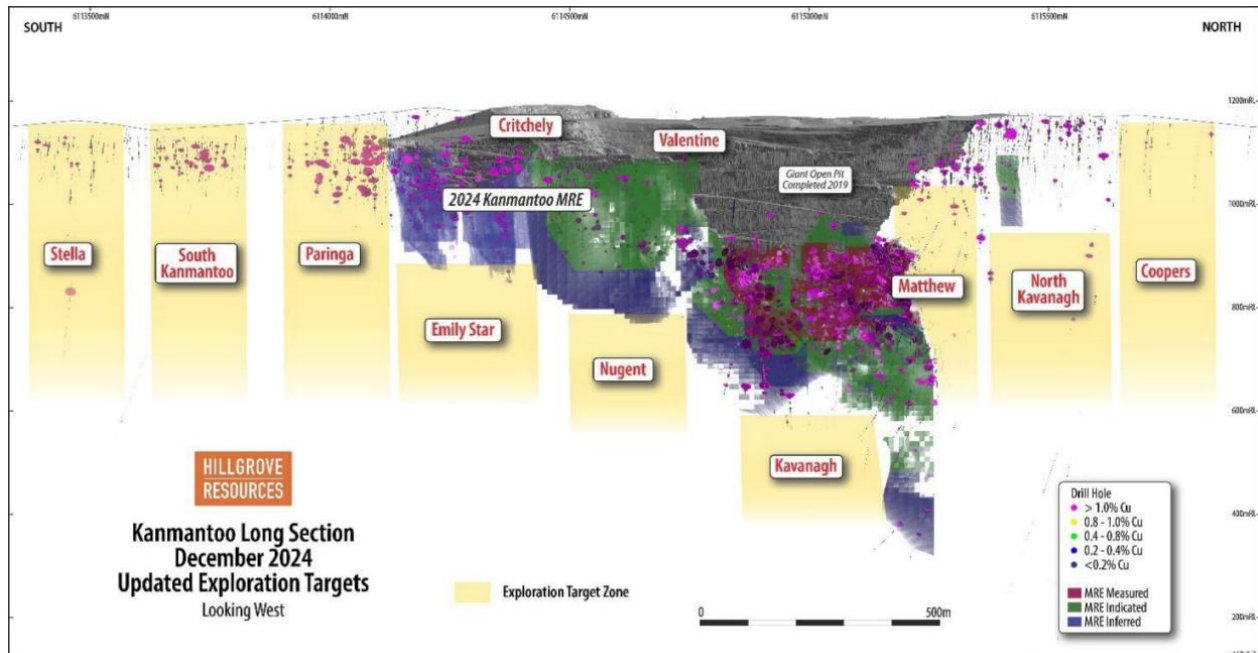 6113500mN
6114000mN
6114500mN
6115000mN
6115500mN
SOUTH
NORTH
1200mRL
1000mRL
800mRL
600mRL
400mRL
200mRL
Critchely
Valentine
Giant Open Pit
Completed 2019
2024 Kanmantoo MRE
Stella
South
Kanmantoo
Paringa
Emily Star
Nugent
Kavanagh
Matthew
North
Kavanagh
Coopers
HILLGROVE
RESOURCES
Kanmantoo Long Section
December 2024
Updated Exploration Targets
Looking West
Exploration Target Zone
0
500m
Drill Hole
> 1.0% Cu
0.8 - 1.0% Cu
0.4 - 0.8% Cu
0.2 - 0.4% Cu
<0.2% Cu
MRE Measured
MRE Indicated
MRE Inferred